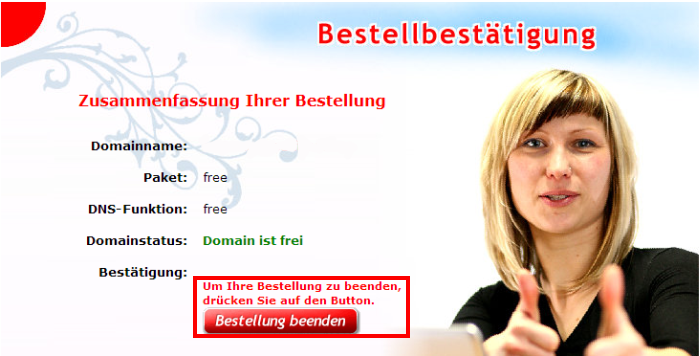 Bestellbestätigung
Zusammenfassung Ihrer Bestellung
Domainname:
Paket: free
DNS-Funktion: free
Domainstatus: Domain ist frei
Bestätigung:
Um Ihre Bestellung zu beenden,
drücken Sie auf den Button.
Bestellung beenden